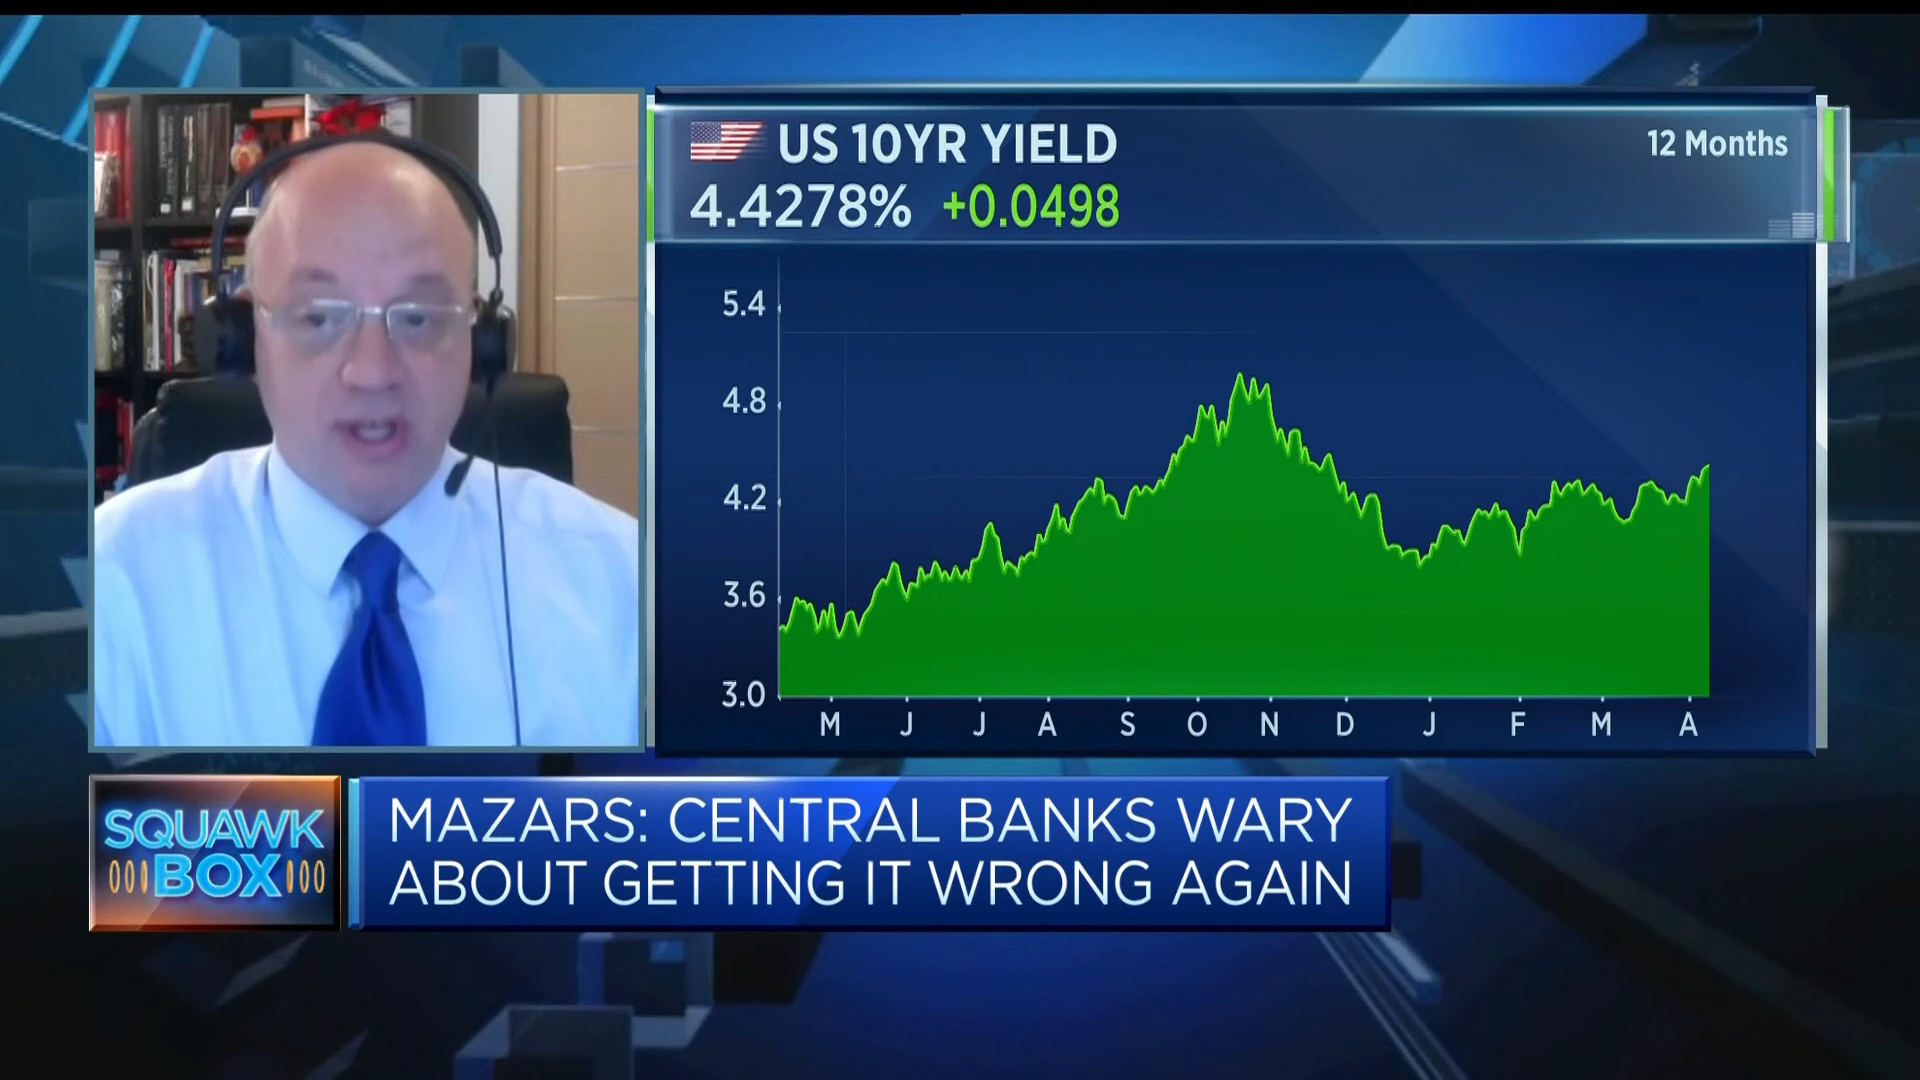 US 10YR YIELD
12 Months
4.4278% +0.0498
5.4
4.8
4.2
3.6
3.0
M J J A S O N D J F M A
SQUAWK
BOX
MAZARS: CENTRAL BANKS WARY
ABOUT GETTING IT WRONG AGAIN